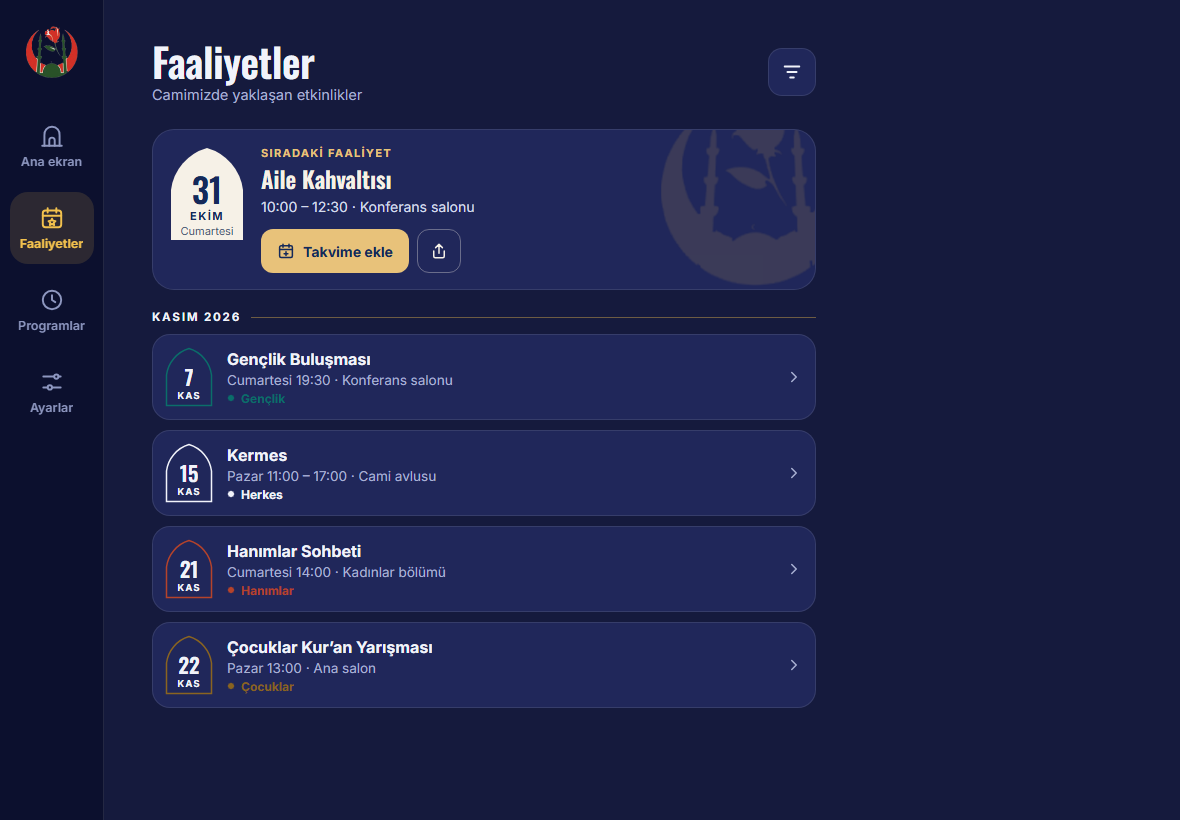 Faaliyetler
Camimizde yaklaşan etkinlikler
Ana ekran
Faaliyetler
Programlar
Ayarlar
31
EKİM
Cumartesi
SIRADAKİ FAALİYET
Aile Kahvaltısı
10:00 – 12:30 · Konferans salonu
Takvime ekle
KASIM 2026
7
KAS
Gençlik Buluşması
Cumartesi 19:30 · Konferans salonu
Gençlik
15
KAS
Kermes
Pazar 11:00 – 17:00 · Cami avlusu
Herkes
21
KAS
Hanımlar Sohbeti
Cumartesi 14:00 · Kadınlar bölümü
Hanımlar
22
KAS
Çocuklar Kur’an Yarışması
Pazar 13:00 · Ana salon
Çocuklar